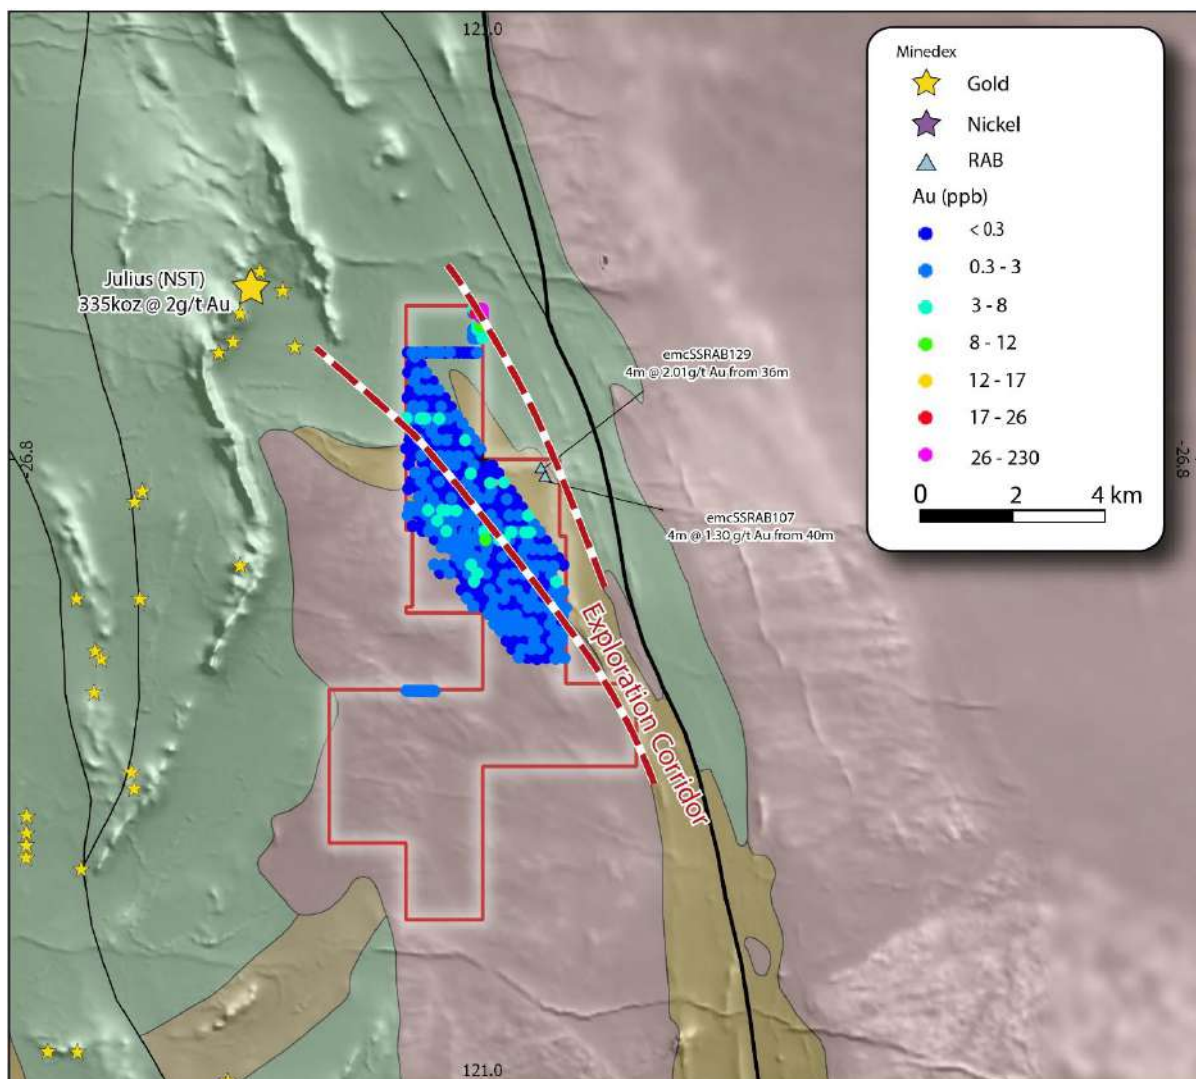 121.0
Minedex
Gold
Nickel
RAB
Au (ppb)
< 0.3
0.3 - 3
3 - 8
8 - 12
12 - 17
17 - 26
26 - 230
0 2 4 km
Julius (NST)
335koz @ 2g/t Au
emcSSRAB129
4m @ 2.01g/t Au from 36m
-26.8
-26.8
emcSSRAB107
4m @ 1.30 g/t Au from 40m
Exploration Corridor
121.0